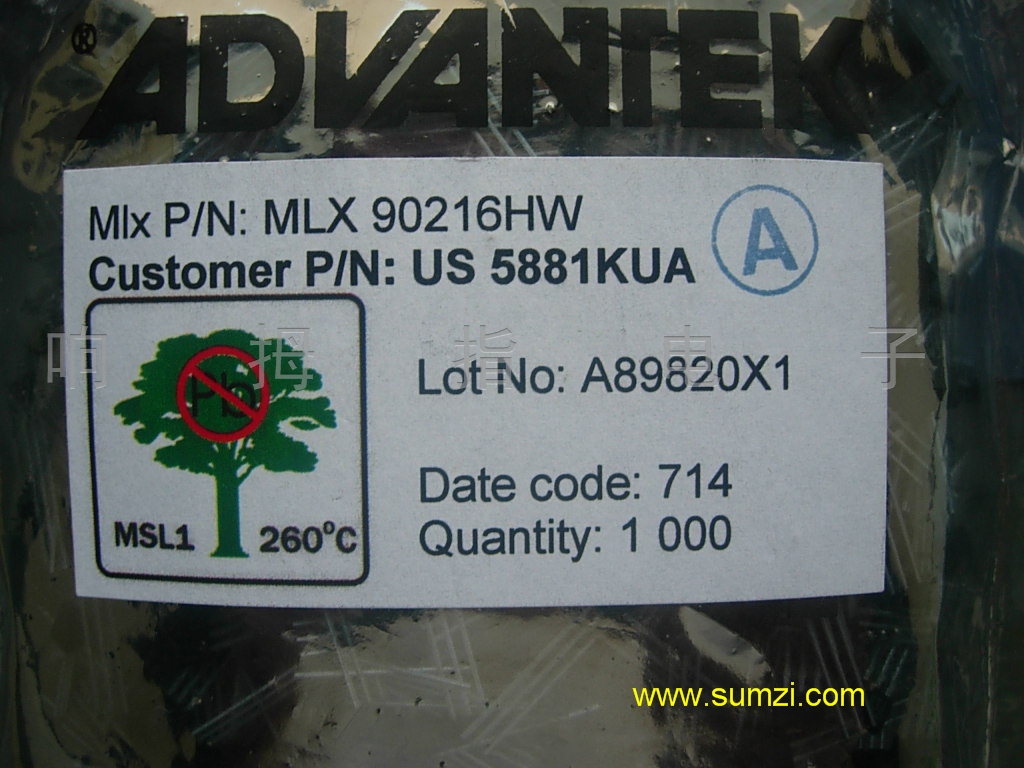 ® ADVANTEK
Mlx P/N: MLX 90216HW
A
Customer P/N: US 5881KUA
响拇指电子
Pb
Lot No: A89820X1
Date code: 714
MSL1 260°C
Quantity: 1 000
www.sumzi.com